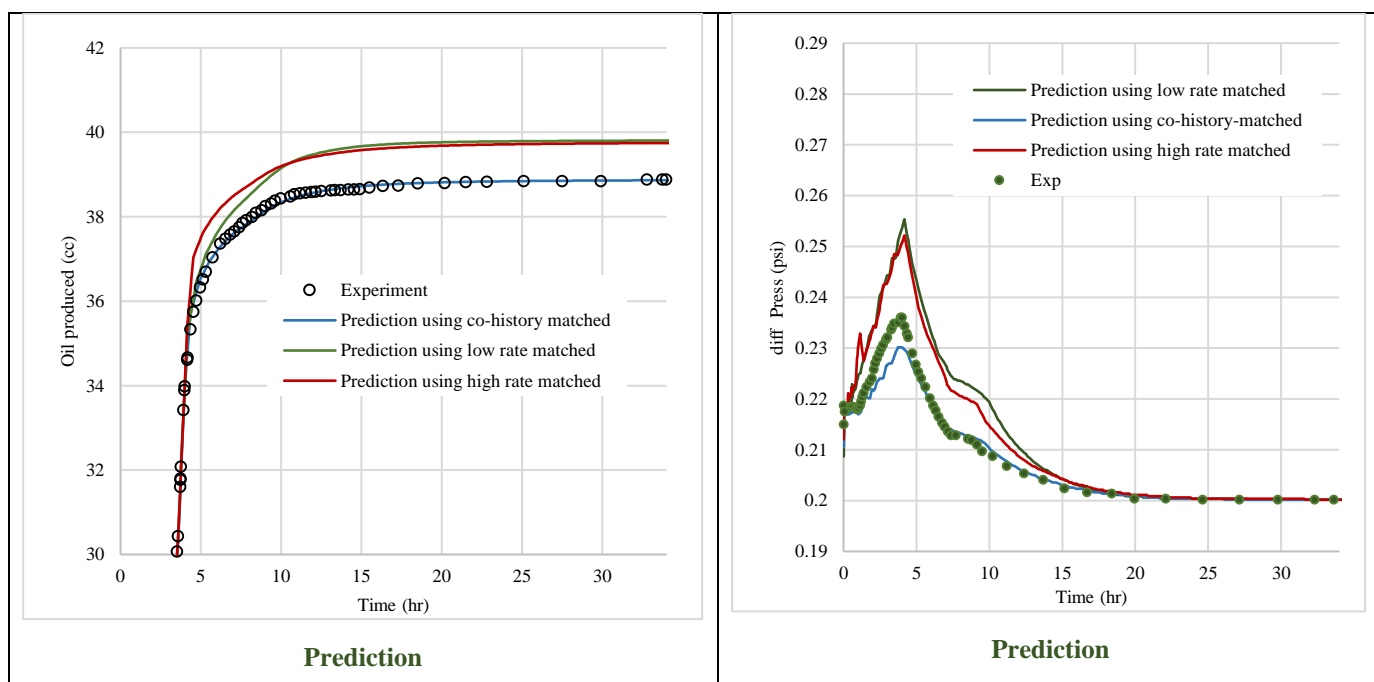 42
40
38
36
34
32
30
Oil produced (cc)
0 5 10 15 20 25 30
Time (hr)
Experiment
Prediction using co-history matched
Prediction using low rate matched
Prediction using high rate matched
Prediction
0.29
0.28
0.27
0.26
0.25
0.24
0.23
0.22
0.21
0.2
0.19
diff Press (psi)
0 5 10 15 20 25 30
Time (hr)
Prediction using low rate matched
Prediction using co-history-matched
Prediction using high rate matched
Exp
Prediction